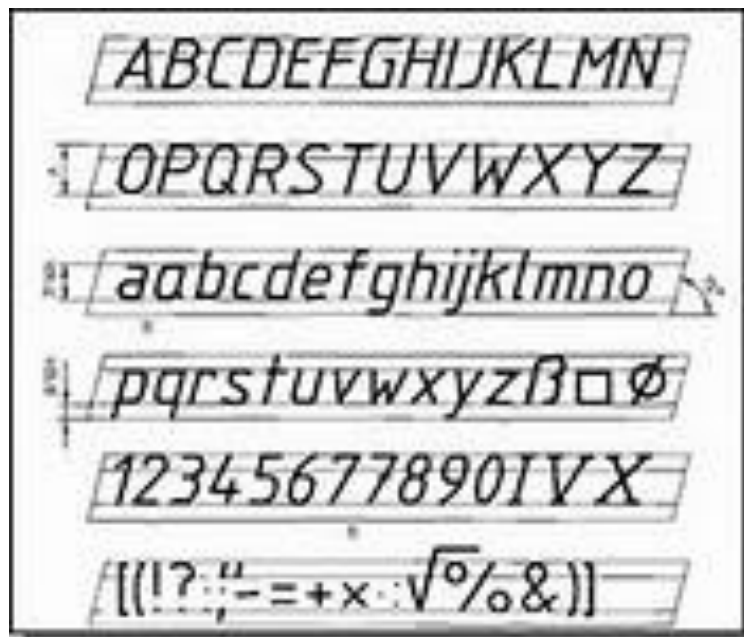 ABCDEFGHIJKLMN
OPQRSTUVWXYZ
aabcdefghijklmno
pqrstuvwxyzß□Ø
12345677890IVX
[(!?:;"-=+×·:√%&)]